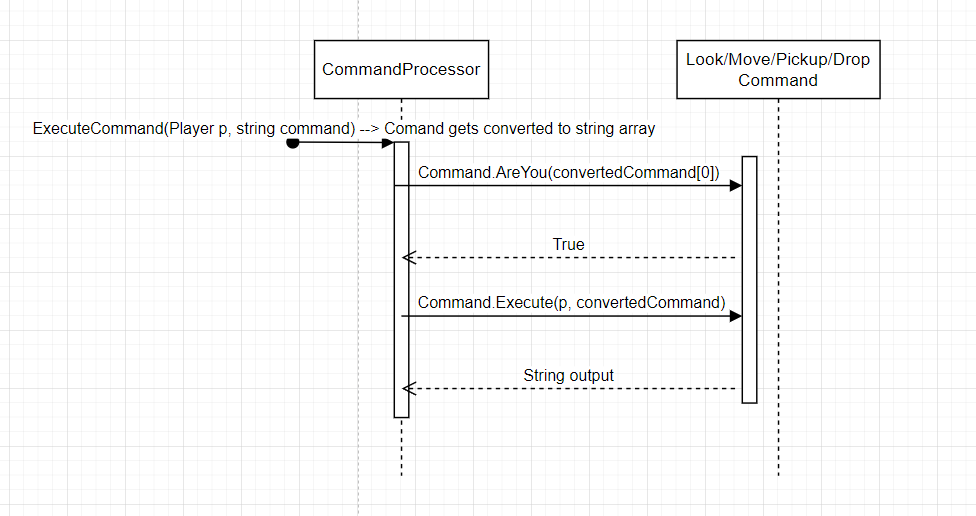 CommandProcessor
Look/Move/Pickup/Drop
Command
ExecuteCommand(Player p, string command) --> Comand gets converted to string array
Command.AreYou(convertedCommand[0])
True
Command.Execute(p, convertedCommand)
String output